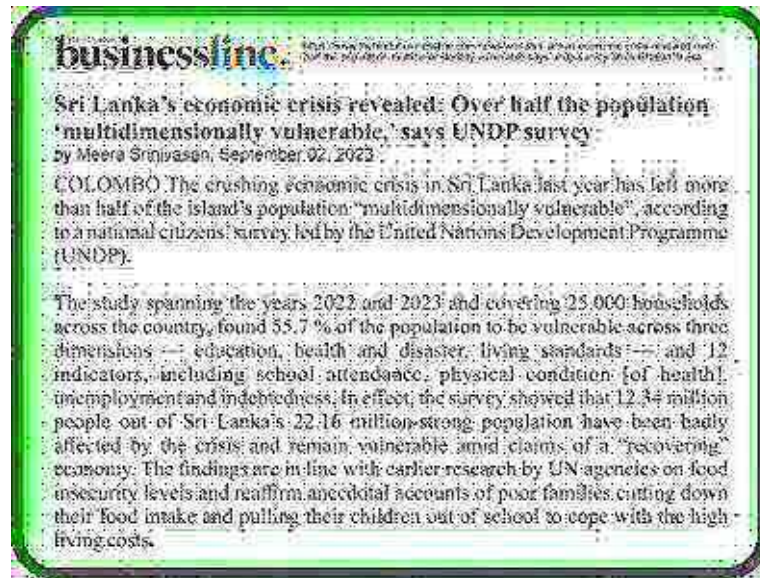 businessline.
Sri Lanka's economic crisis revealed: Over half the population
'multidimensionally vulnerable,' says UNDP survey
by Meera Srinivasan, September 02, 2023
COLOMBO The crushing economic crisis in Sri Lanka last year has left more
than half of the island's population "multidimensionally vulnerable", according
to a national citizens' survey led by the United Nations Development Programme
(UNDP).
The study spanning the years 2022 and 2023 and covering 25 000 households
across the country, found 55.7 % of the population to be vulnerable across three
dimensions — education, health and disaster, living standards — and 12
indicators, including school attendance, physical condition [of health],
unemployment and indebtedness. In effect, the survey showed that 12.34 million
people out of Sri Lanka's 22.16 million-strong population have been badly
affected by the crisis and remain vulnerable amid claims of a "recovering"
economy. The findings are in line with earlier research by UN agencies on food
insecurity levels and reaffirm anecdotal accounts of poor families cutting down
their food intake and pulling their children out of school to cope with the high
living costs.